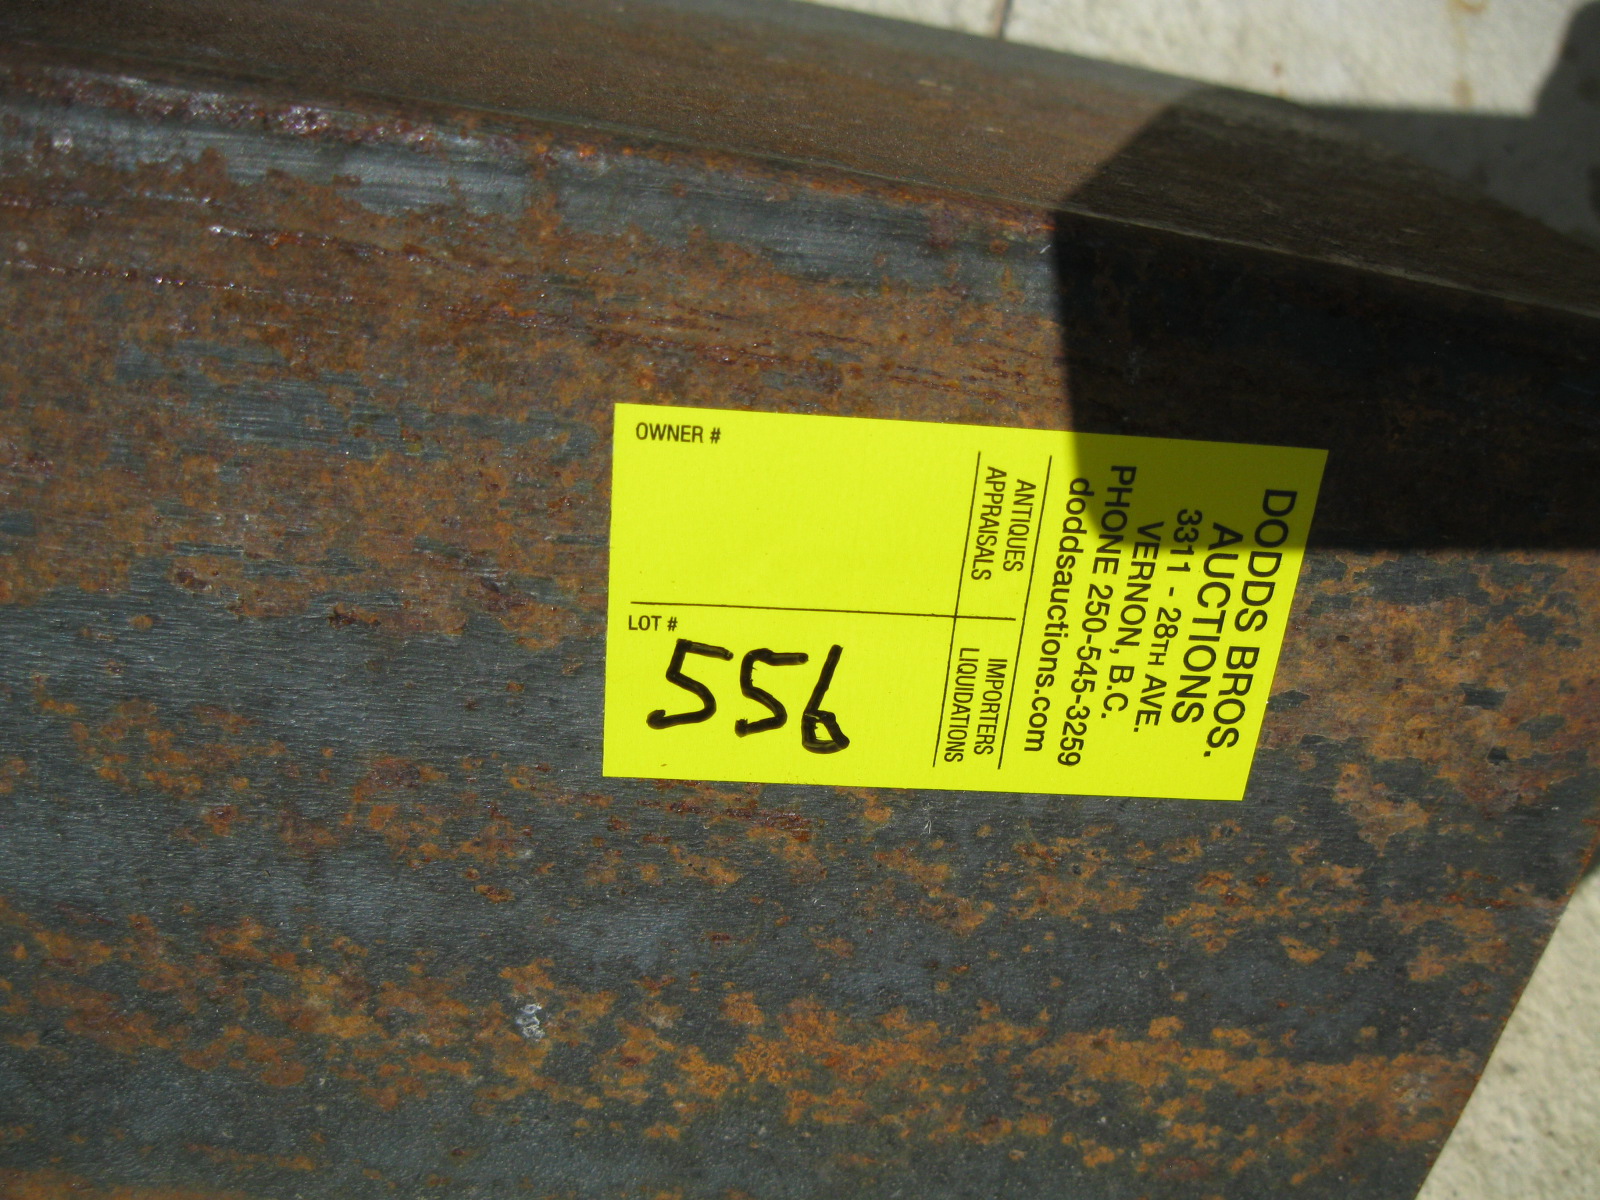 DODDS BROS.
AUCTIONS
3311 - 28TH AVE.
VERNON, B.C.
PHONE 250-545-3259
doddsauctions.com
ANTIQUES
APPRAISALS
IMPORTERS
LIQUIDATIONS
OWNER #
LOT #
556